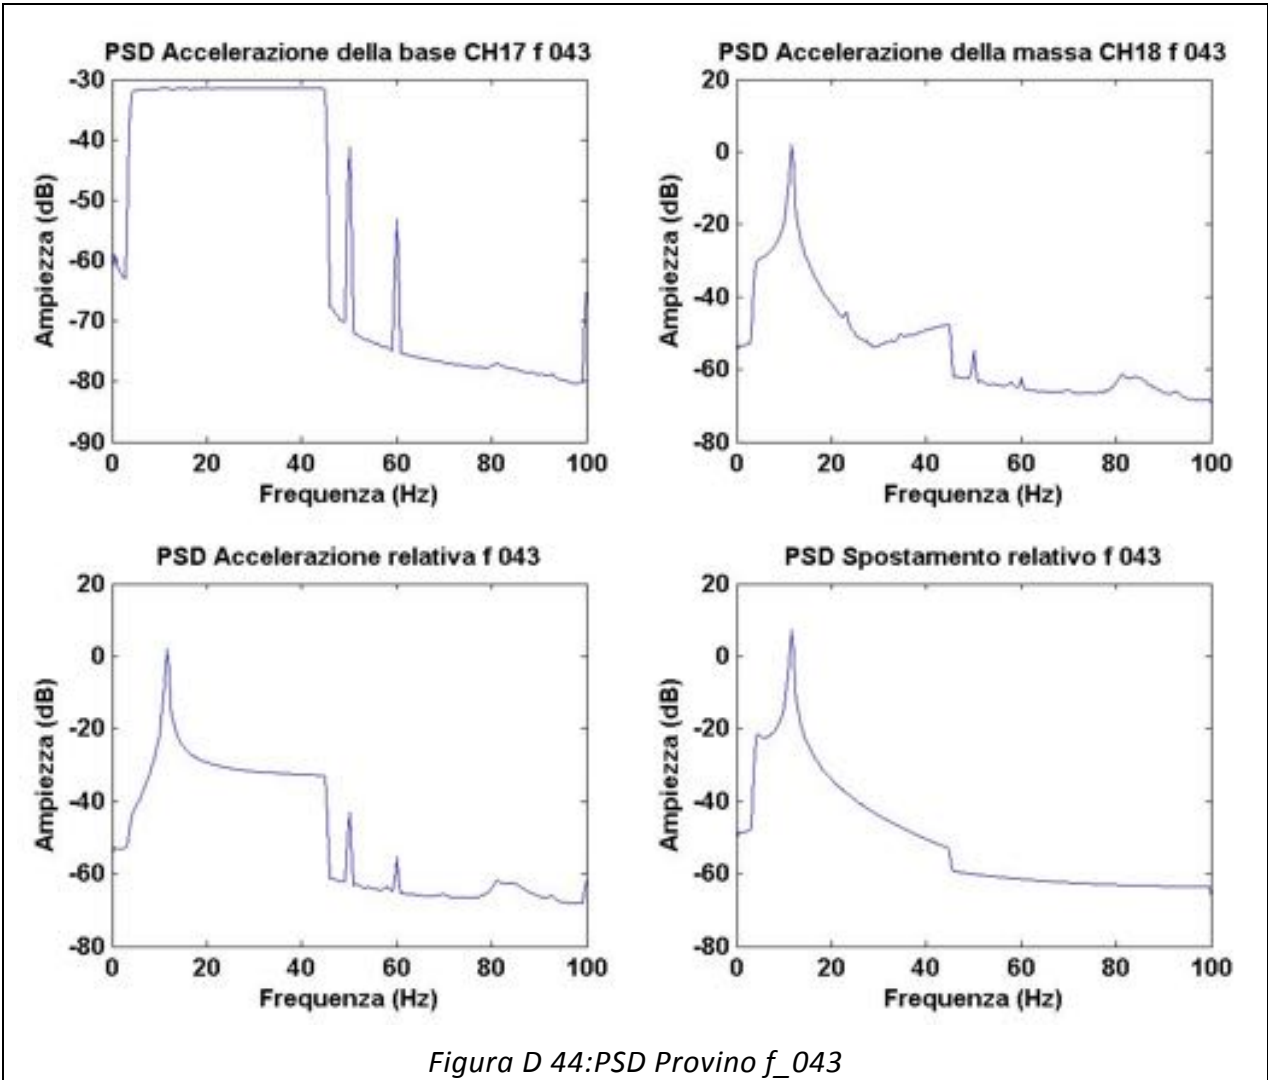 PSD Accelerazione della base CH17 f 043
-30
-40
-50
-60
-70
-80
-90
Ampiezza (dB)
0 20 40 60 80 100
Frequenza (Hz)
PSD Accelerazione della massa CH18 f 043
20
0
-20
-40
-60
-80
Ampiezza (dB)
0 20 40 60 80 100
Frequenza (Hz)
PSD Accelerazione relativa f 043
20
0
-20
-40
-60
-80
Ampiezza (dB)
0 20 40 60 80 100
Frequenza (Hz)
PSD Spostamento relativo f 043
20
0
-20
-40
-60
-80
Ampiezza (dB)
0 20 40 60 80 100
Frequenza (Hz)
Figura D 44:PSD Provino f_043